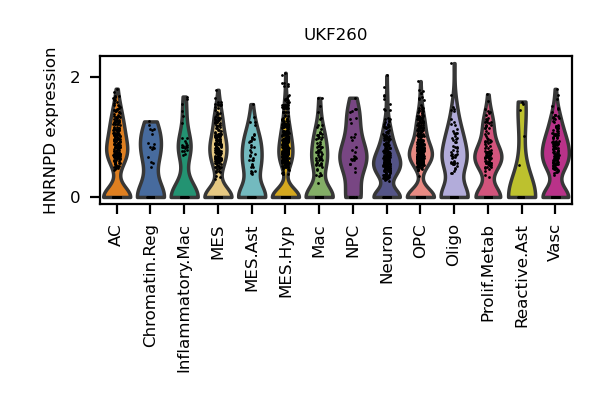 UKF260
HNRNPD expression
2
0
AC
Chromatin.Reg
Inflammatory.Mac
MES
MES.Ast
MES.Hyp
Mac
NPC
Neuron
OPC
Oligo
Prolif.Metab
Reactive.Ast
Vasc